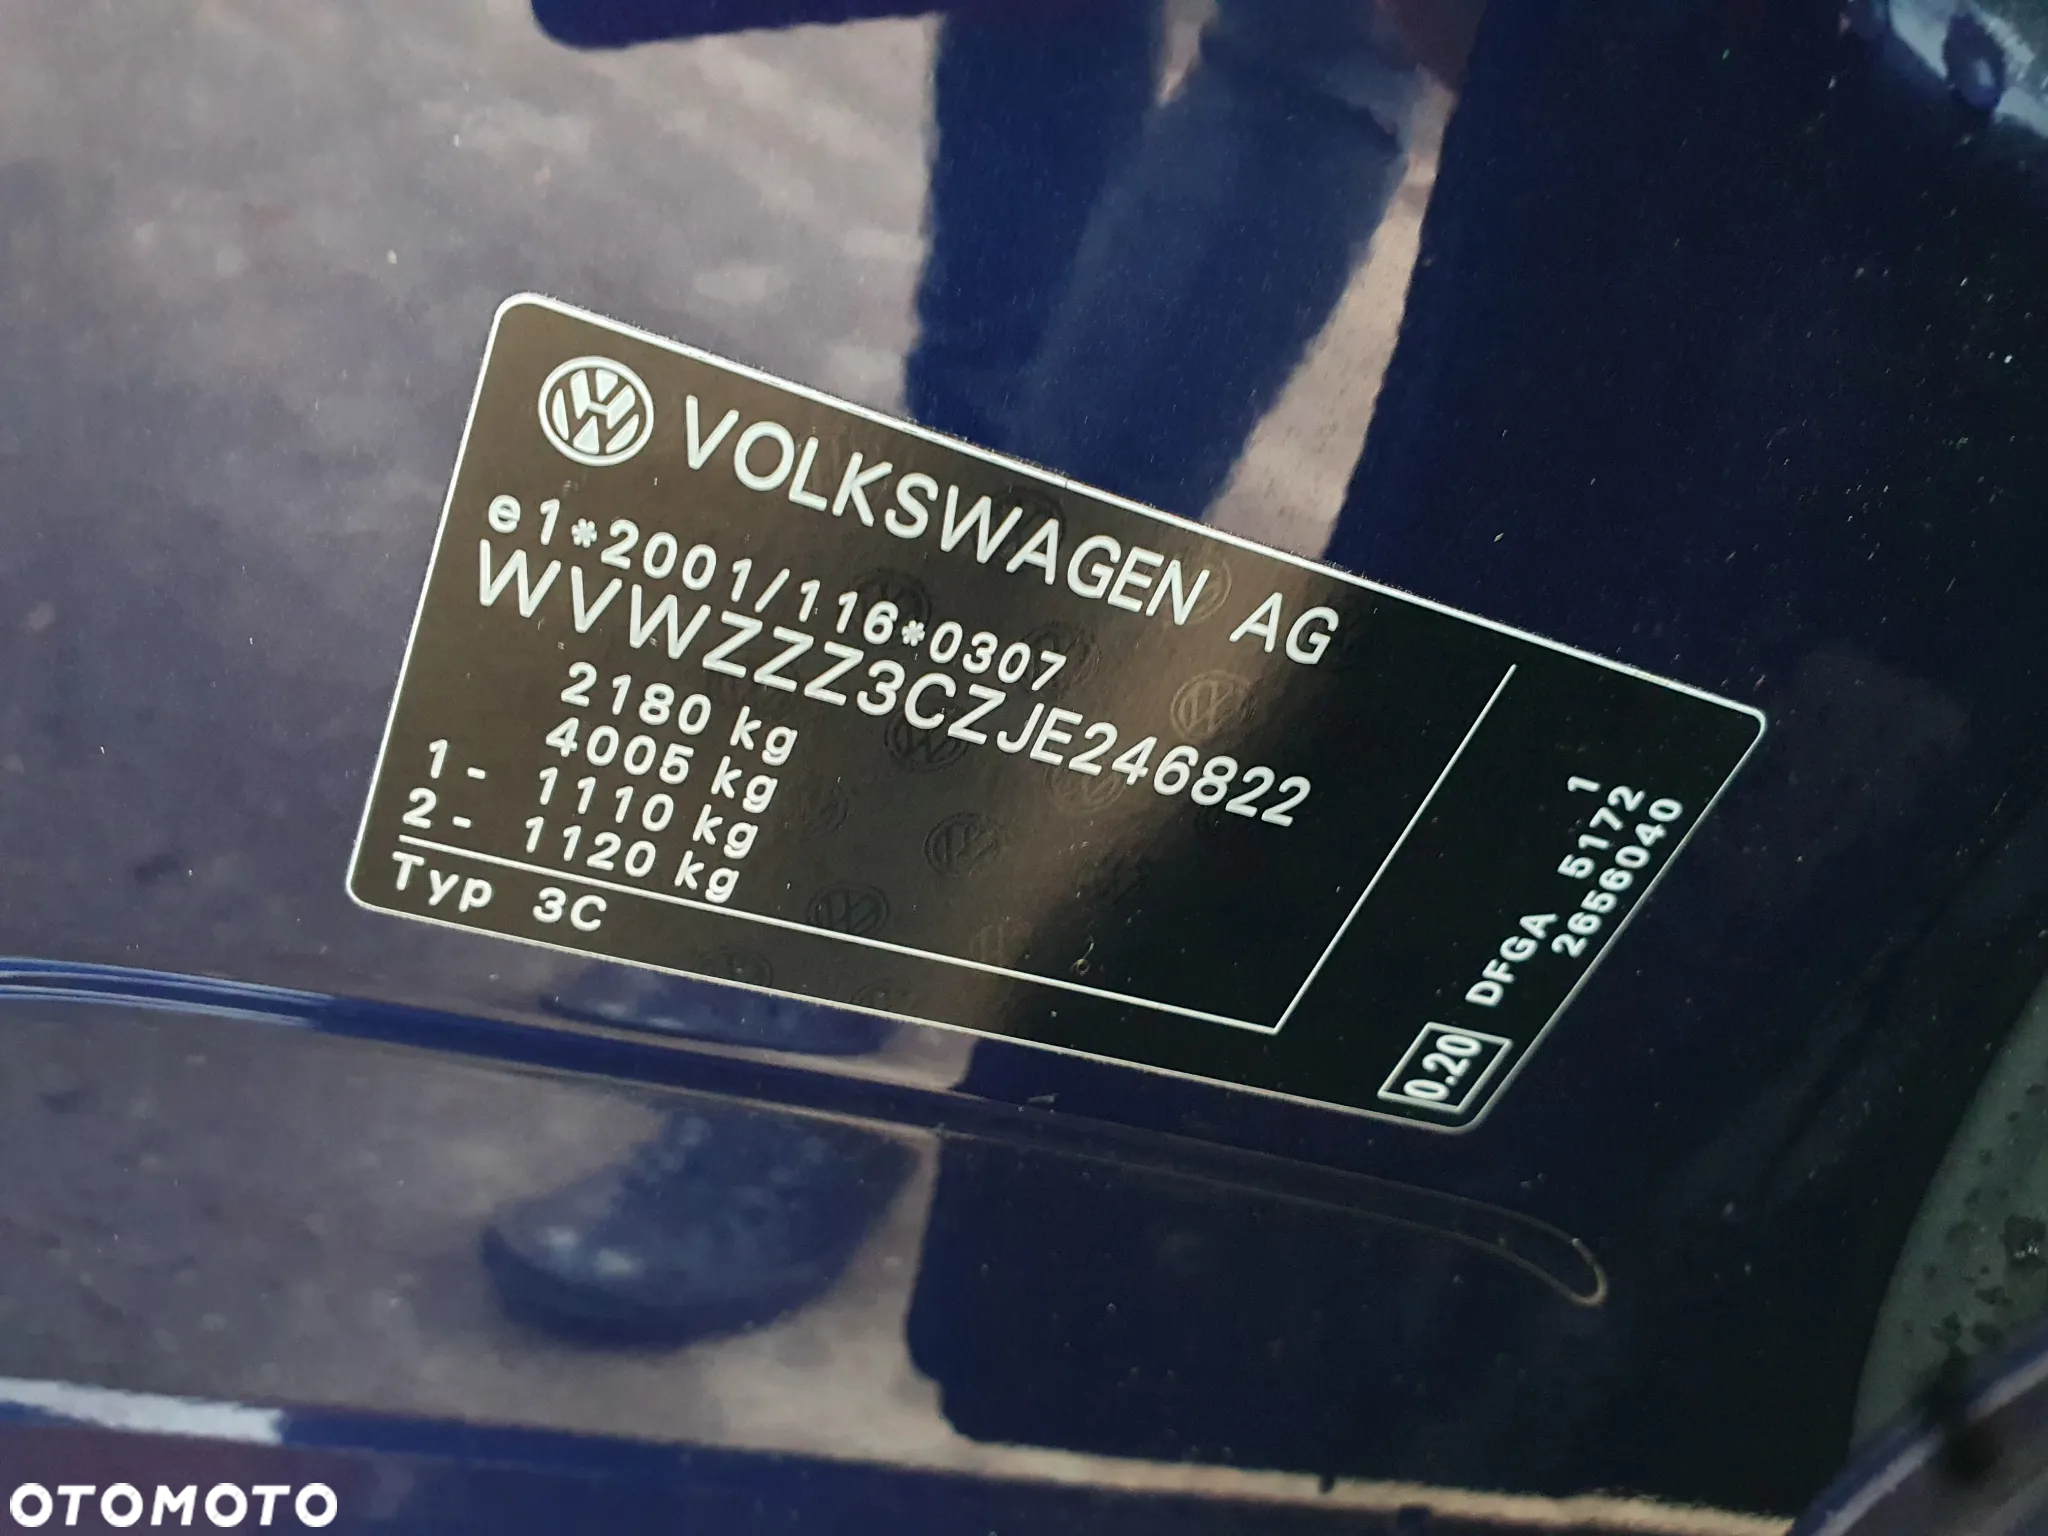 VOLKSWAGEN AG
e1*2001/116*0307
WVWZZZ3CZJE246822
2180 kg
4005 kg
1- 1110 kg
2- 1120 kg
Typ 3C
1
5172
DFGA 2656040
0.20
OTOMOTO